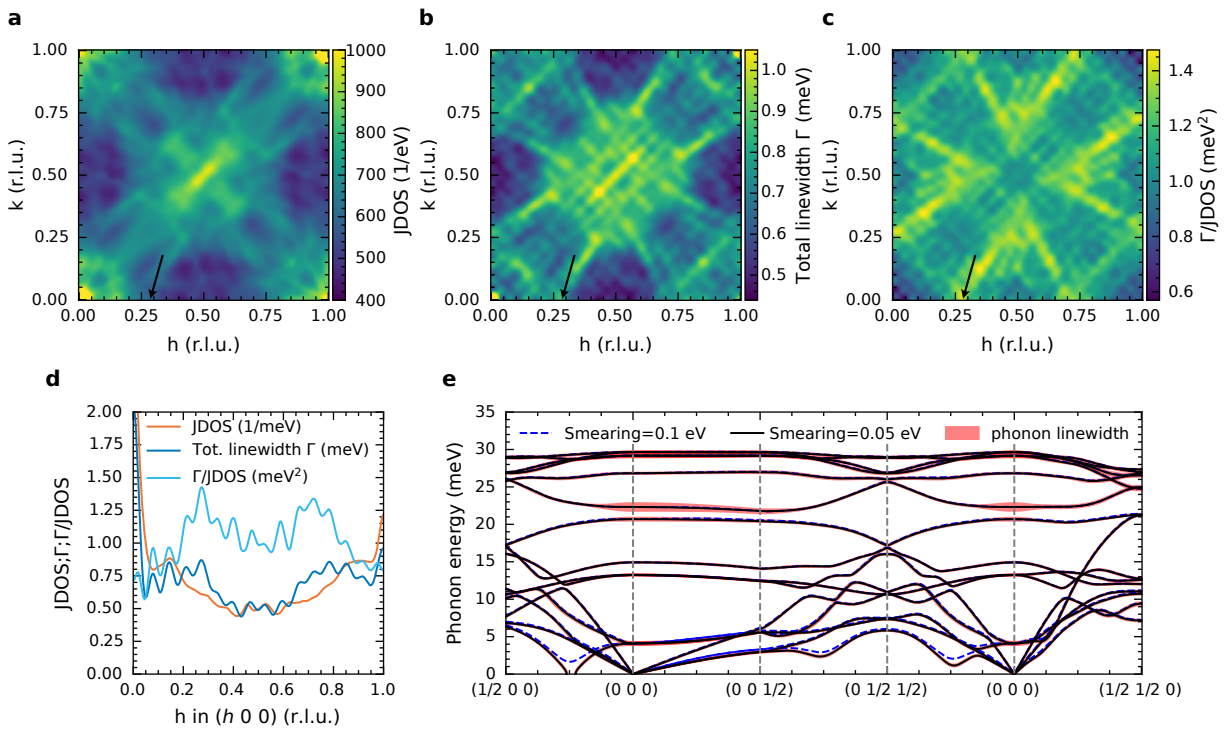 a
1.00
0.75
0.50
0.25
0.00
k (r.l.u.)
0.00 0.25 0.50 0.75 1.00
h (r.l.u.)
1000
900
800
700
600
500
400
JDOS (1/eV)
b
1.00
0.75
0.50
0.25
0.00
k (r.l.u.)
0.00 0.25 0.50 0.75 1.00
h (r.l.u.)
1.0
0.9
0.8
0.7
0.6
0.5
Total linewidth Γ (meV)
c
1.00
0.75
0.50
0.25
0.00
k (r.l.u.)
0.00 0.25 0.50 0.75 1.00
h (r.l.u.)
1.4
1.2
1.0
0.8
0.6
Γ/JDOS (meV²)
d
2.00
1.75
1.50
1.25
1.00
0.75
0.50
0.25
0.00
JDOS;Γ;Γ/JDOS
JDOS (1/meV)
Tot. linewidth Γ (meV)
Γ/JDOS (meV²)
0.0 0.2 0.4 0.6 0.8 1.0
h in (h 0 0) (r.l.u.)
e
35
30
25
20
15
10
5
0
Phonon energy (meV)
Smearing=0.1 eV Smearing=0.05 eV phonon linewidth
(1/2 0 0) (0 0 0) (0 0 1/2) (0 1/2 1/2) (0 0 0) (1/2 1/2 0)